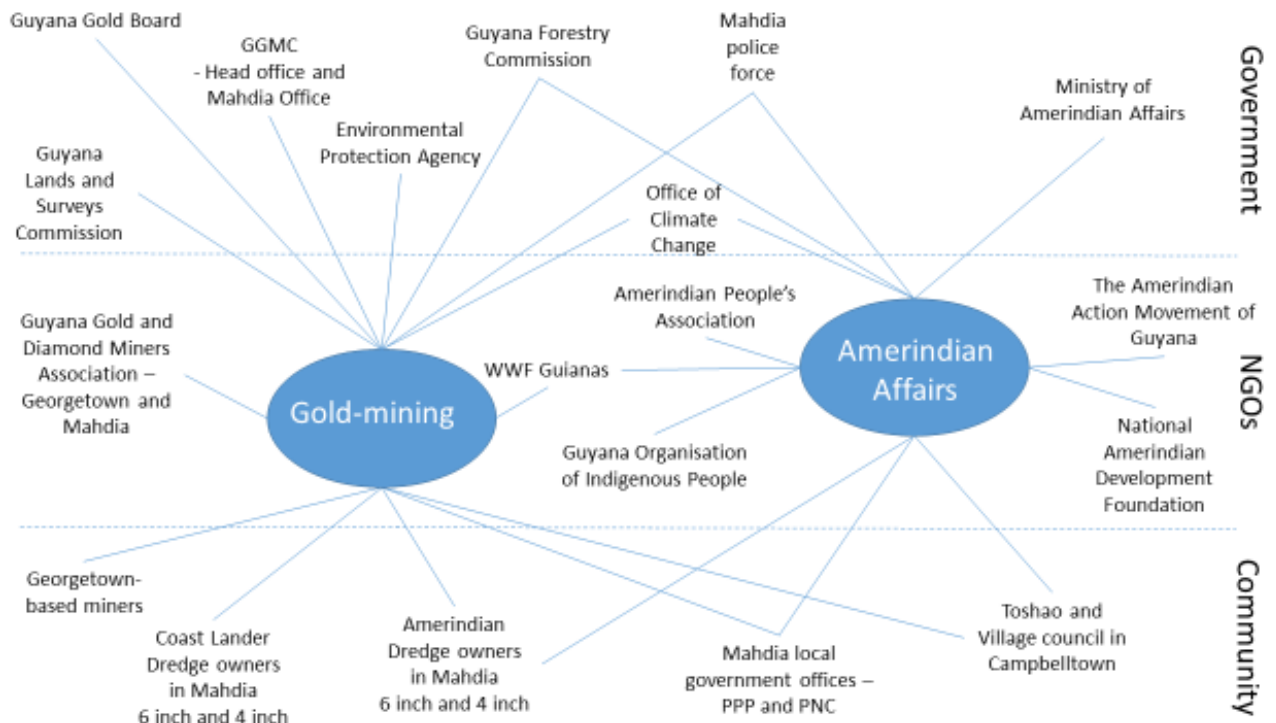 Guyana Gold Board
GGMC
- Head office and
Mahdia Office
Guyana Forestry
Commission
Mahdia
police
force
Ministry of
Amerindian Affairs
Government
Environmental
Protection Agency
Guyana
Lands and
Surveys
Commission
Office of
Climate
Change
Guyana Gold and
Diamond Miners
Association –
Georgetown and
Mahdia
Gold-mining
Amerindian People's
Association
WWF Guianas
Guyana Organisation
of Indigenous People
Amerindian
Affairs
The Amerindian
Action Movement of
Guyana
National
Amerindian
Development
Foundation
NGOs
Georgetown-
based miners
Coast Lander
Dredge owners
in Mahdia
6 inch and 4 inch
Amerindian
Dredge owners
in Mahdia
6 inch and 4 inch
Mahdia local
government offices –
PPP and PNC
Toshao and
Village council in
Campbelltown
Community